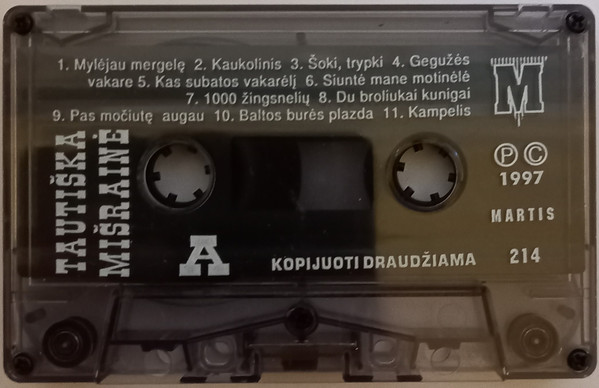 1. Mylėjau mergelę 2. Kaukolinis 3. Šoki, trypki 4. Gegužės
vakare 5. Kas subatos vakarėlį 6. Siuntė mane motinėlė
7. 1000 žingsnelių 8. Du broliukai kunigai
9. Pas močiutę augau 10. Baltos burės plazda 11. Kampelis
M
TAUTIŠKA
MIŠRAINĖ
A
KOPIJUOTI DRAUDŽIAMA
Ⓟ ©
1997
MARTIS
214